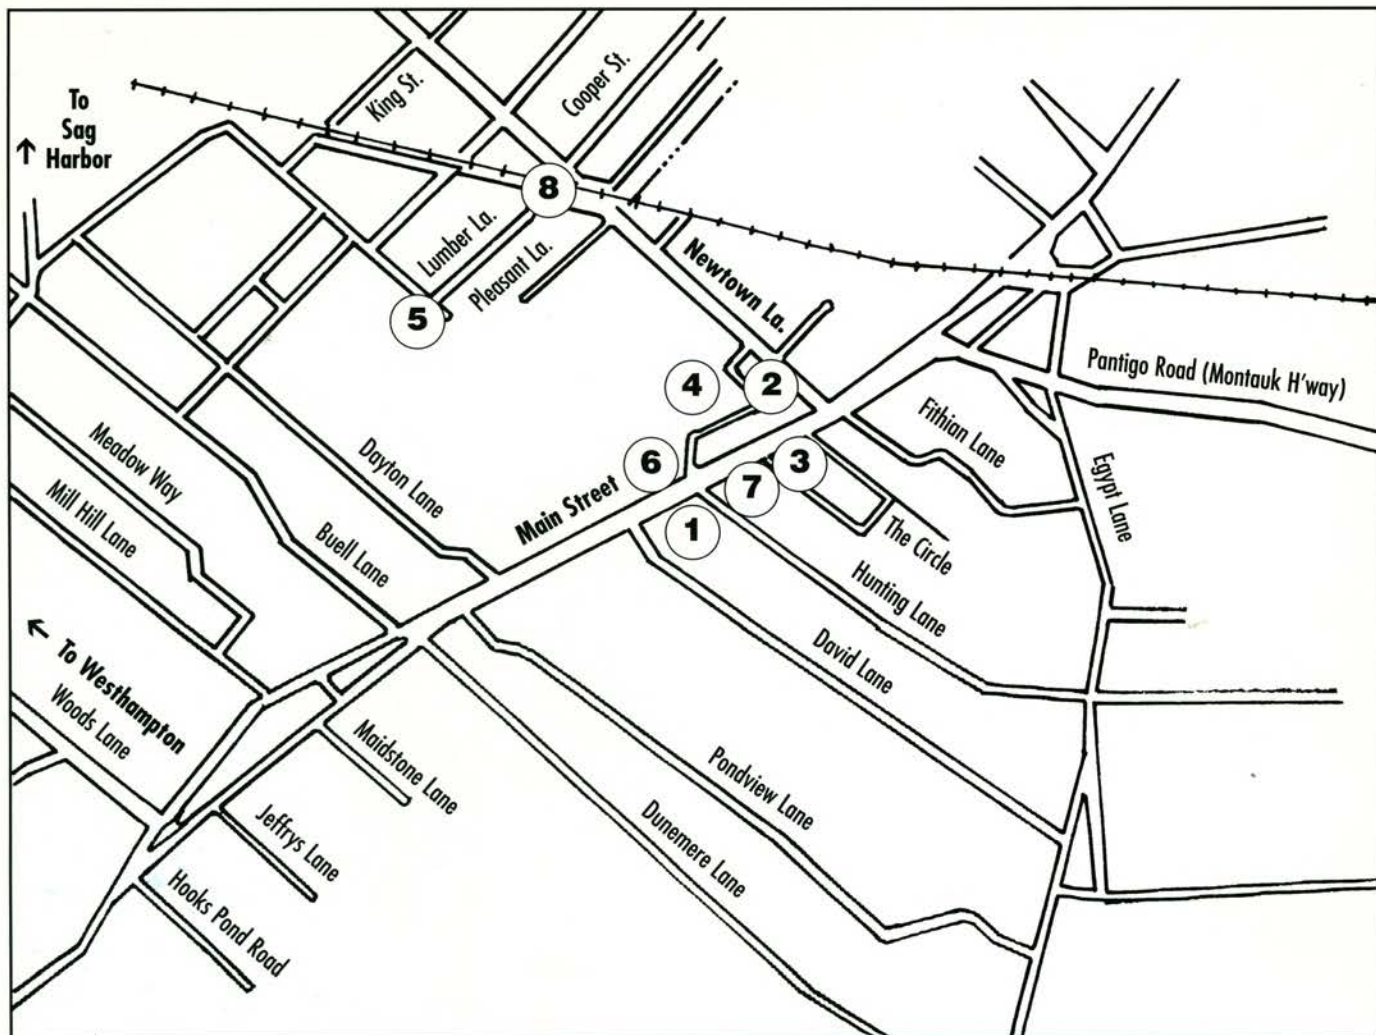 To
Sag
Harbor
King St.
Cooper St.
8
Lumber La.
Pleasant La.
5
Newtown La.
4
2
Pantigo Road (Montauk H'way)
Fithian Lane
Egypt Lane
6
3
7
1
Main Street
The Circle
Hunting Lane
David Lane
Meadow Way
Mill Hill Lane
Dayton Lane
Buell Lane
To Westhampton
Woods Lane
Maidstone Lane
Jeffrys Lane
Hooks Pond Road
Pondview Lane
Dunemere Lane